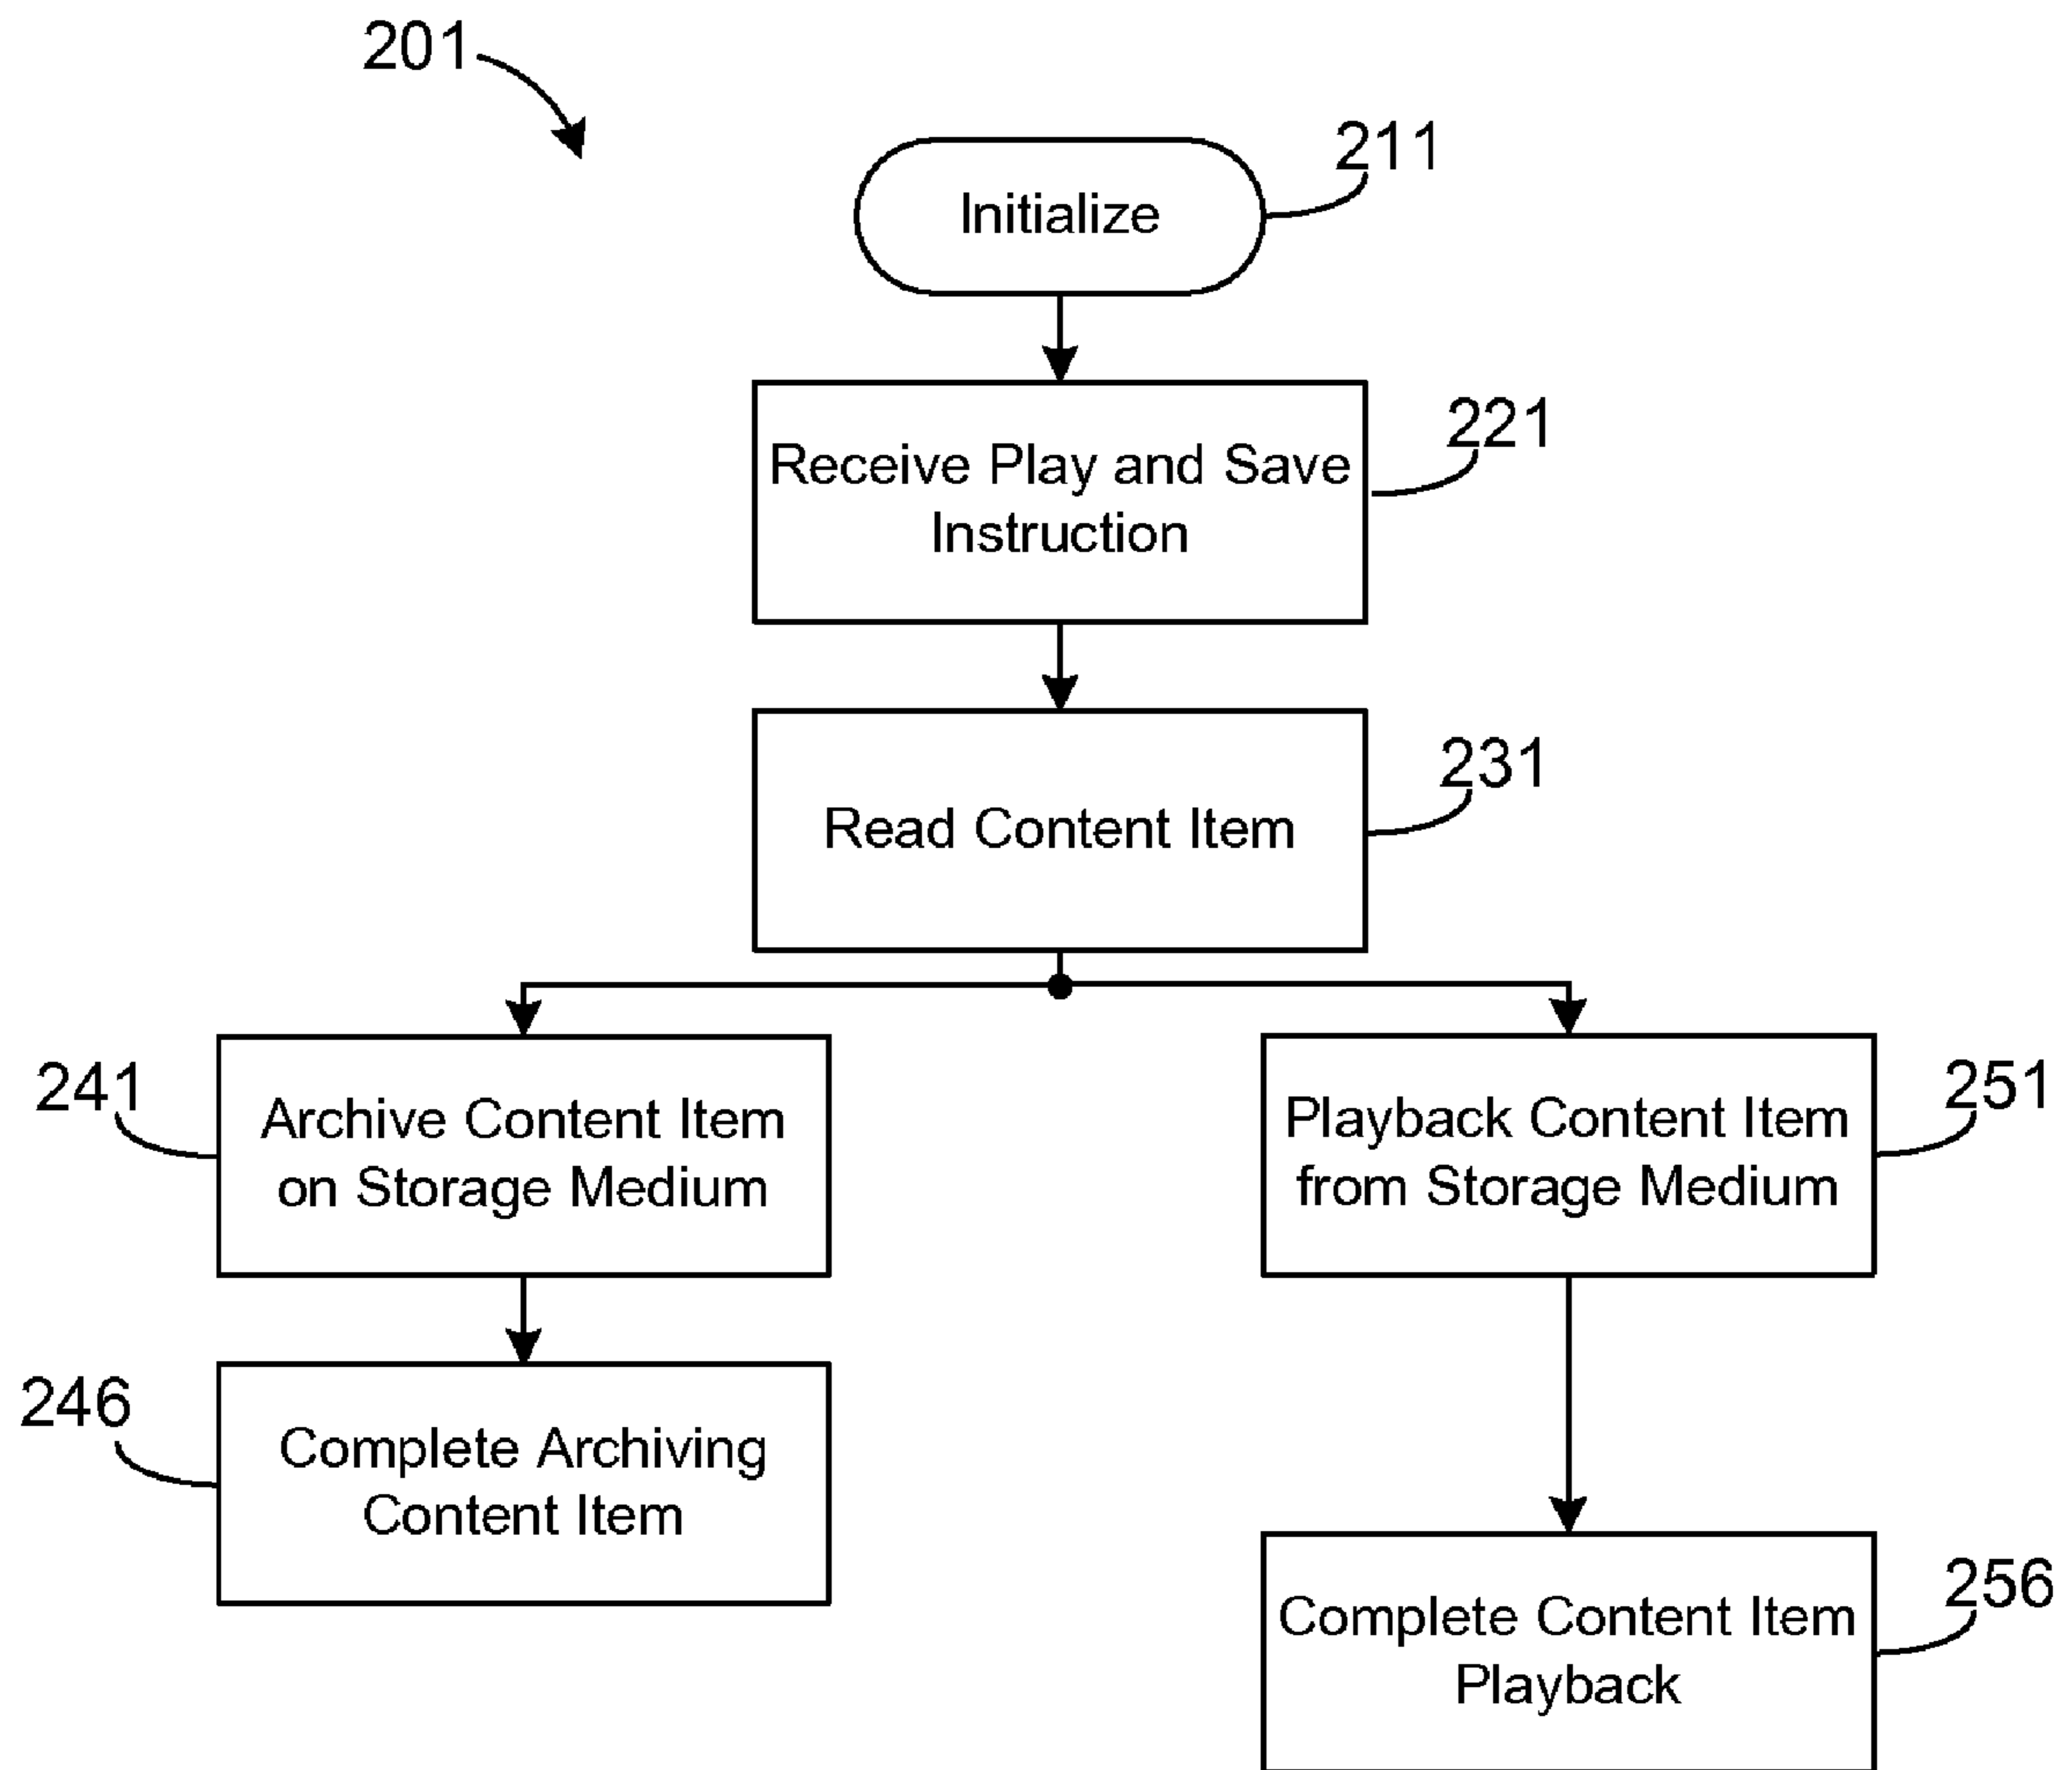 201
211
Initialize
221
Receive Play and Save
Instruction
231
Read Content Item
241
Archive Content Item
on Storage Medium
251
Playback Content Item
from Storage Medium
246
Complete Archiving
Content Item
256
Complete Content Item
Playback